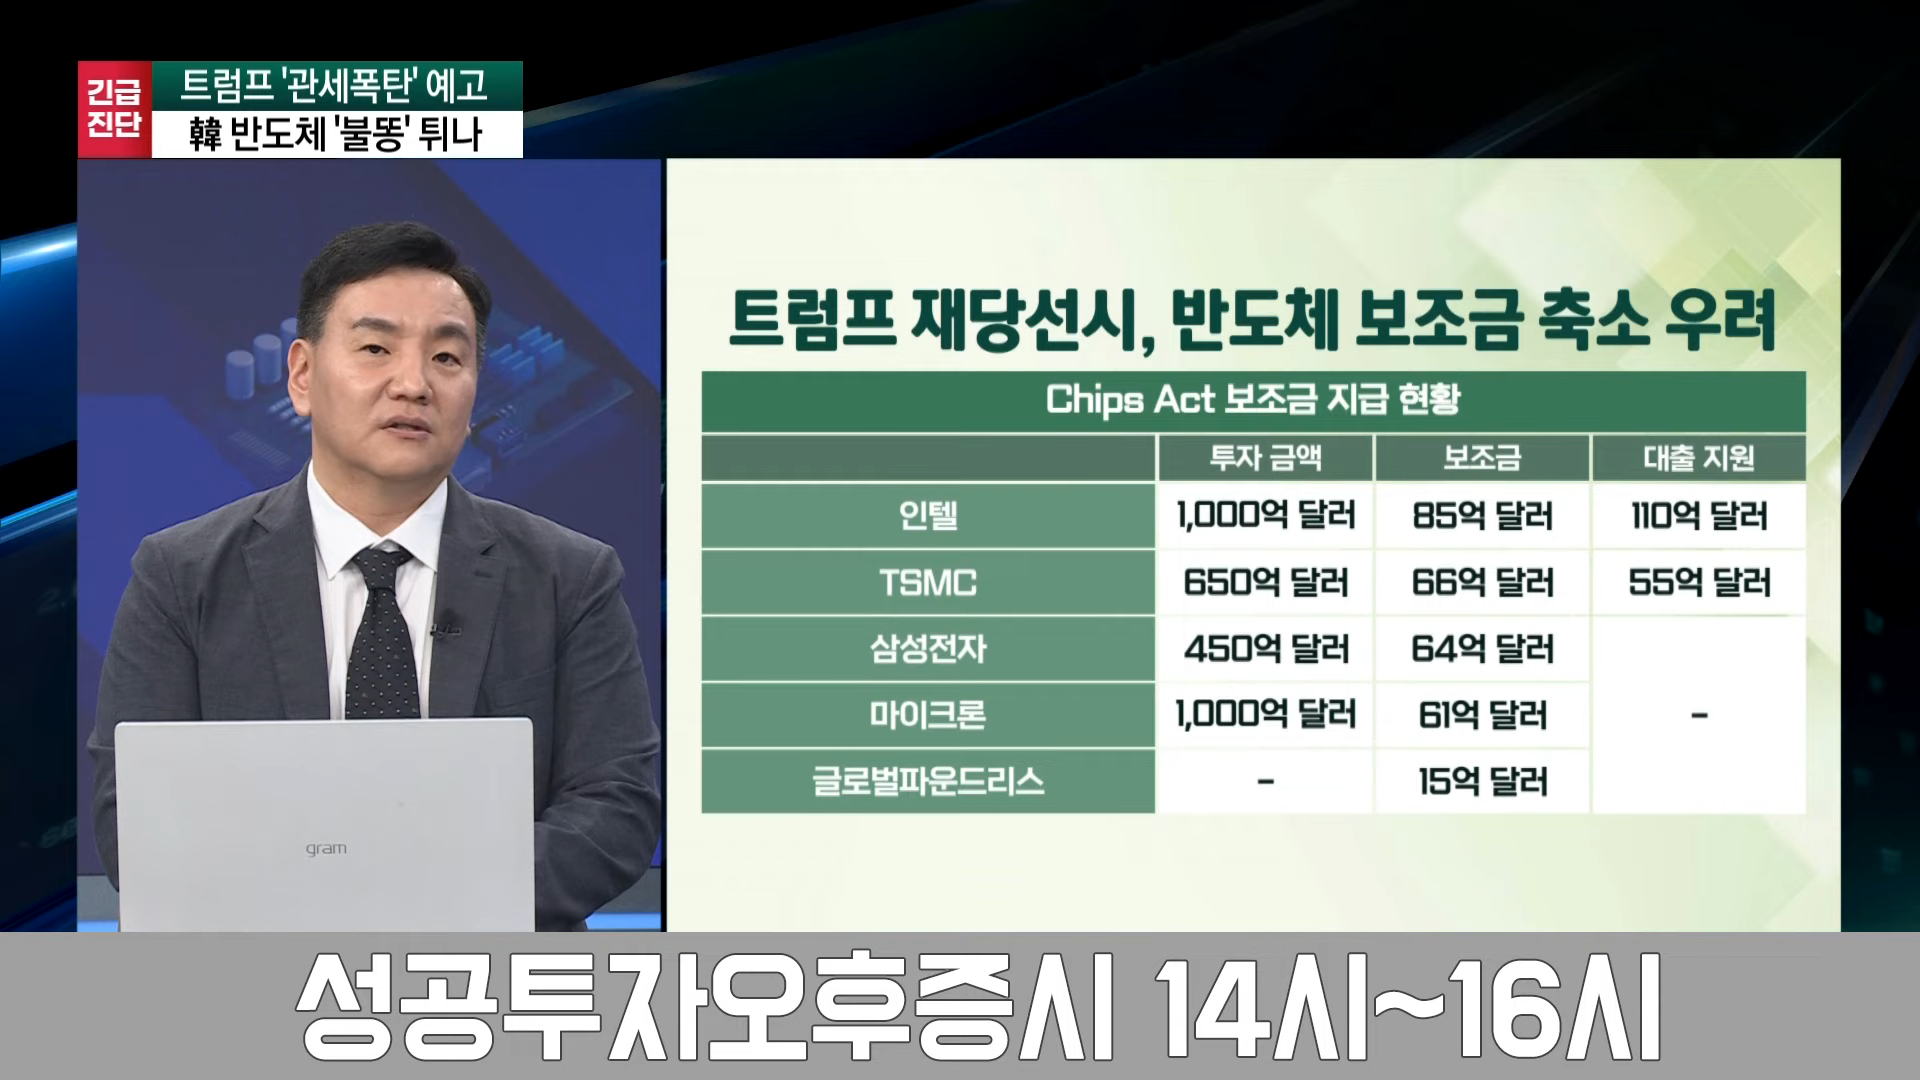 긴급
진단
트럼프 '관세폭탄' 예고
韓 반도체 '불똥' 튀나
트럼프 재당선시, 반도체 보조금 축소 우려
Chips Act 보조금 지급 현황
투자 금액 보조금 대출 지원
인텔 1,000억 달러 85억 달러 110억 달러
TSMC 650억 달러 66억 달러 55억 달러
삼성전자 450억 달러 64억 달러
마이크론 1,000억 달러 61억 달러 -
글로벌파운드리스 - 15억 달러
gram
성공투자오후증시 14시~16시